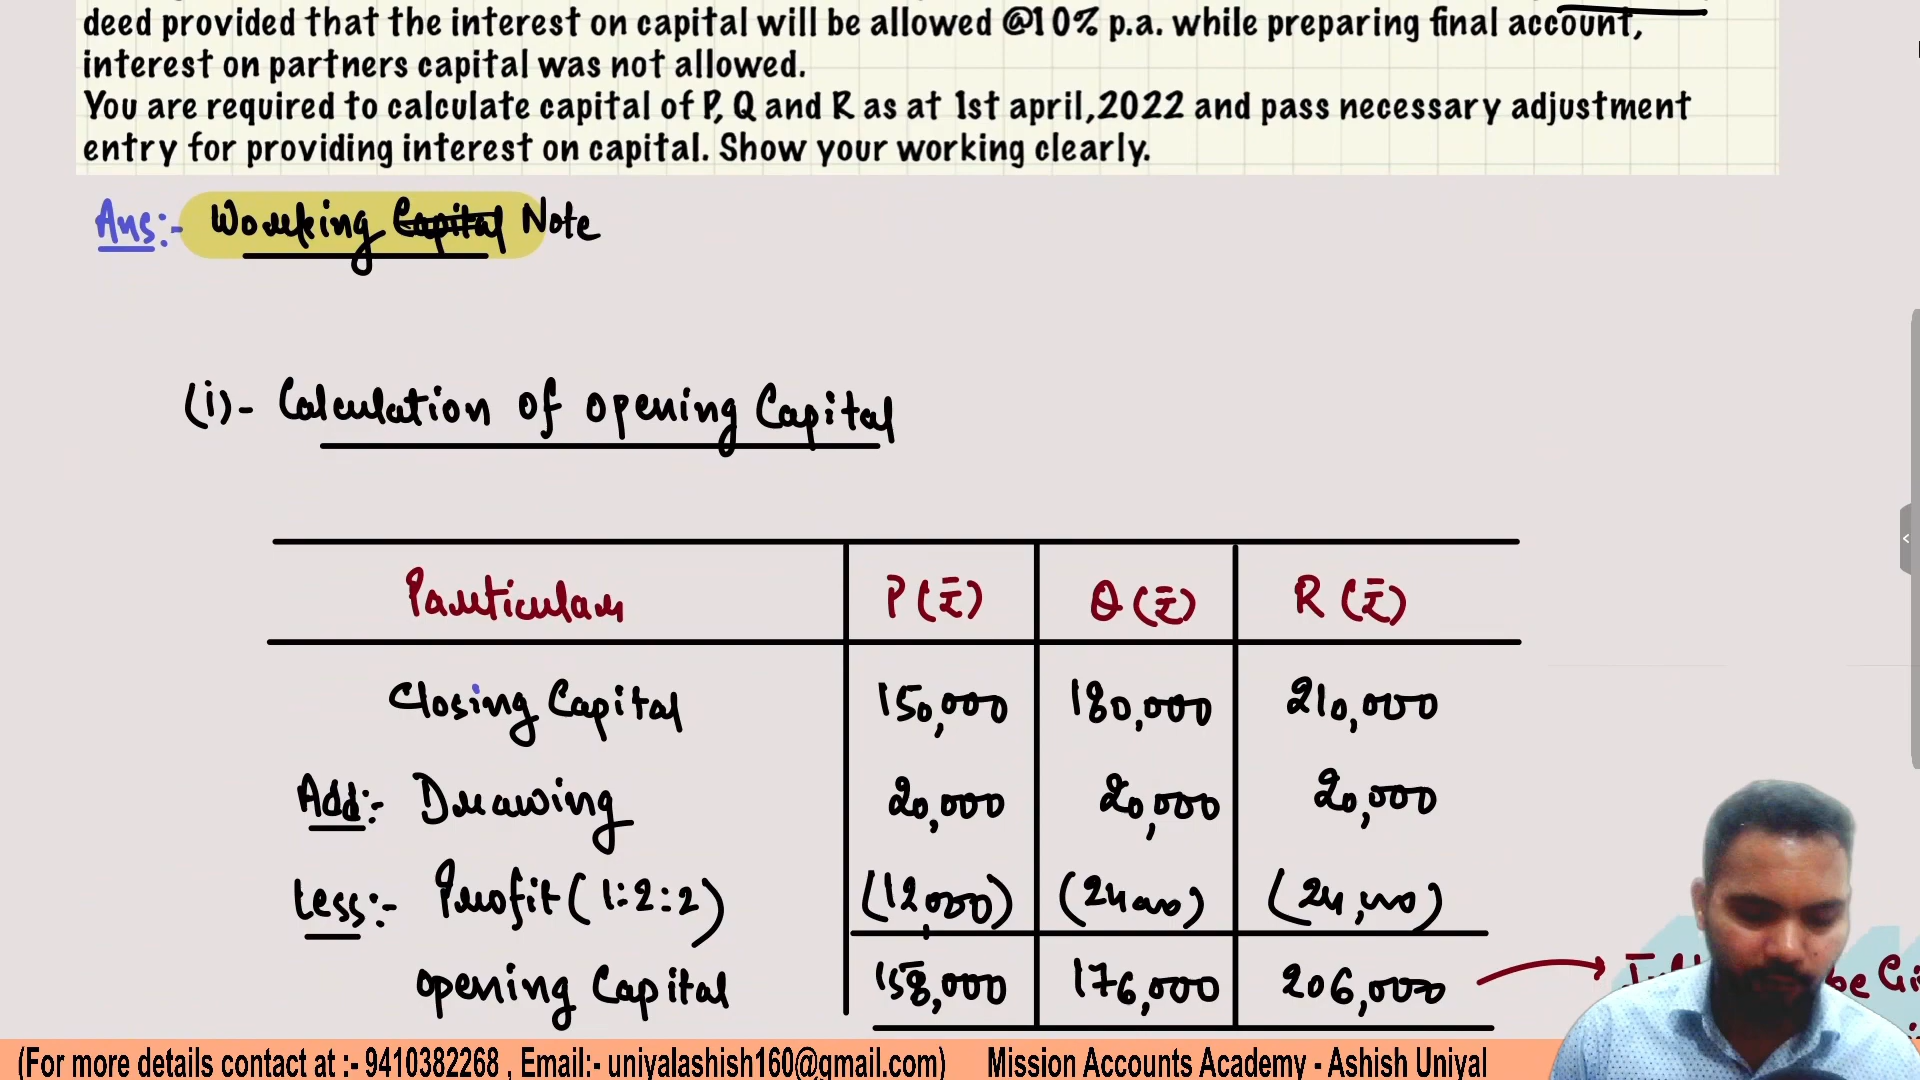 deed provided that the interest on capital will be allowed @10% p.a. while preparing final account,
interest on partners capital was not allowed.
You are required to calculate capital of P, Q and R as at 1st april,2022 and pass necessary adjustment
entry for providing interest on capital. Show your working clearly.
Ans:- Working Capital Note
(i)- Calculation of opening Capital
Particulars P(₹) Q(₹) R(₹)
Closing Capital 150,000 180,000 210,000
Add:- Drawing 20,000 20,000 20,000
Less:- Profit(1:2:2) (12,000) (24,000) (24,000)
opening Capital 158,000 176,000 206,000
be
(For more details contact at :- 9410382268 , Email:- uniyalashish160@gmail.com) Mission Accounts Academy - Ashish Uniyal